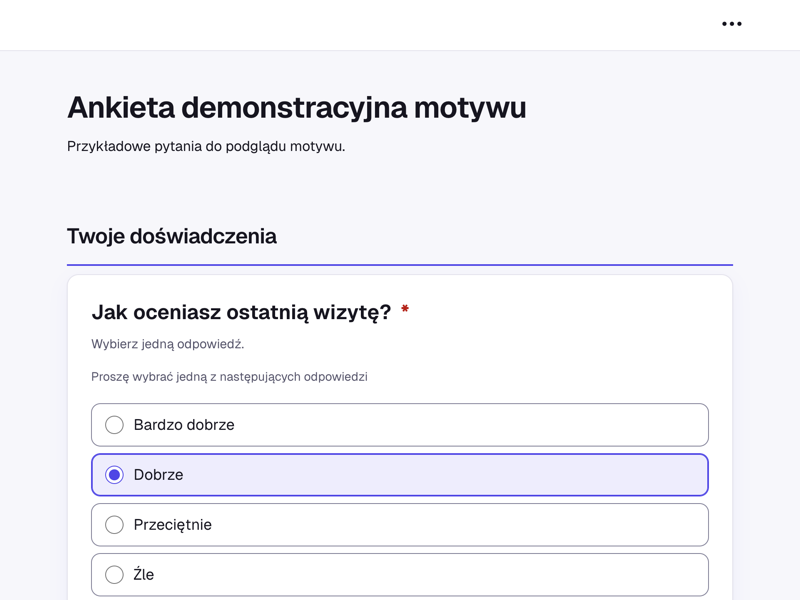 Ankieta demonstracyjna motywu
Przykładowe pytania do podglądu motywu.
Twoje doświadczenia
Jak oceniasz ostatnią wizytę? *
Wybierz jedną odpowiedź.
Proszę wybrać jedną z następujących odpowiedzi
Bardzo dobrze
Dobrze
Przeciętnie
Źle